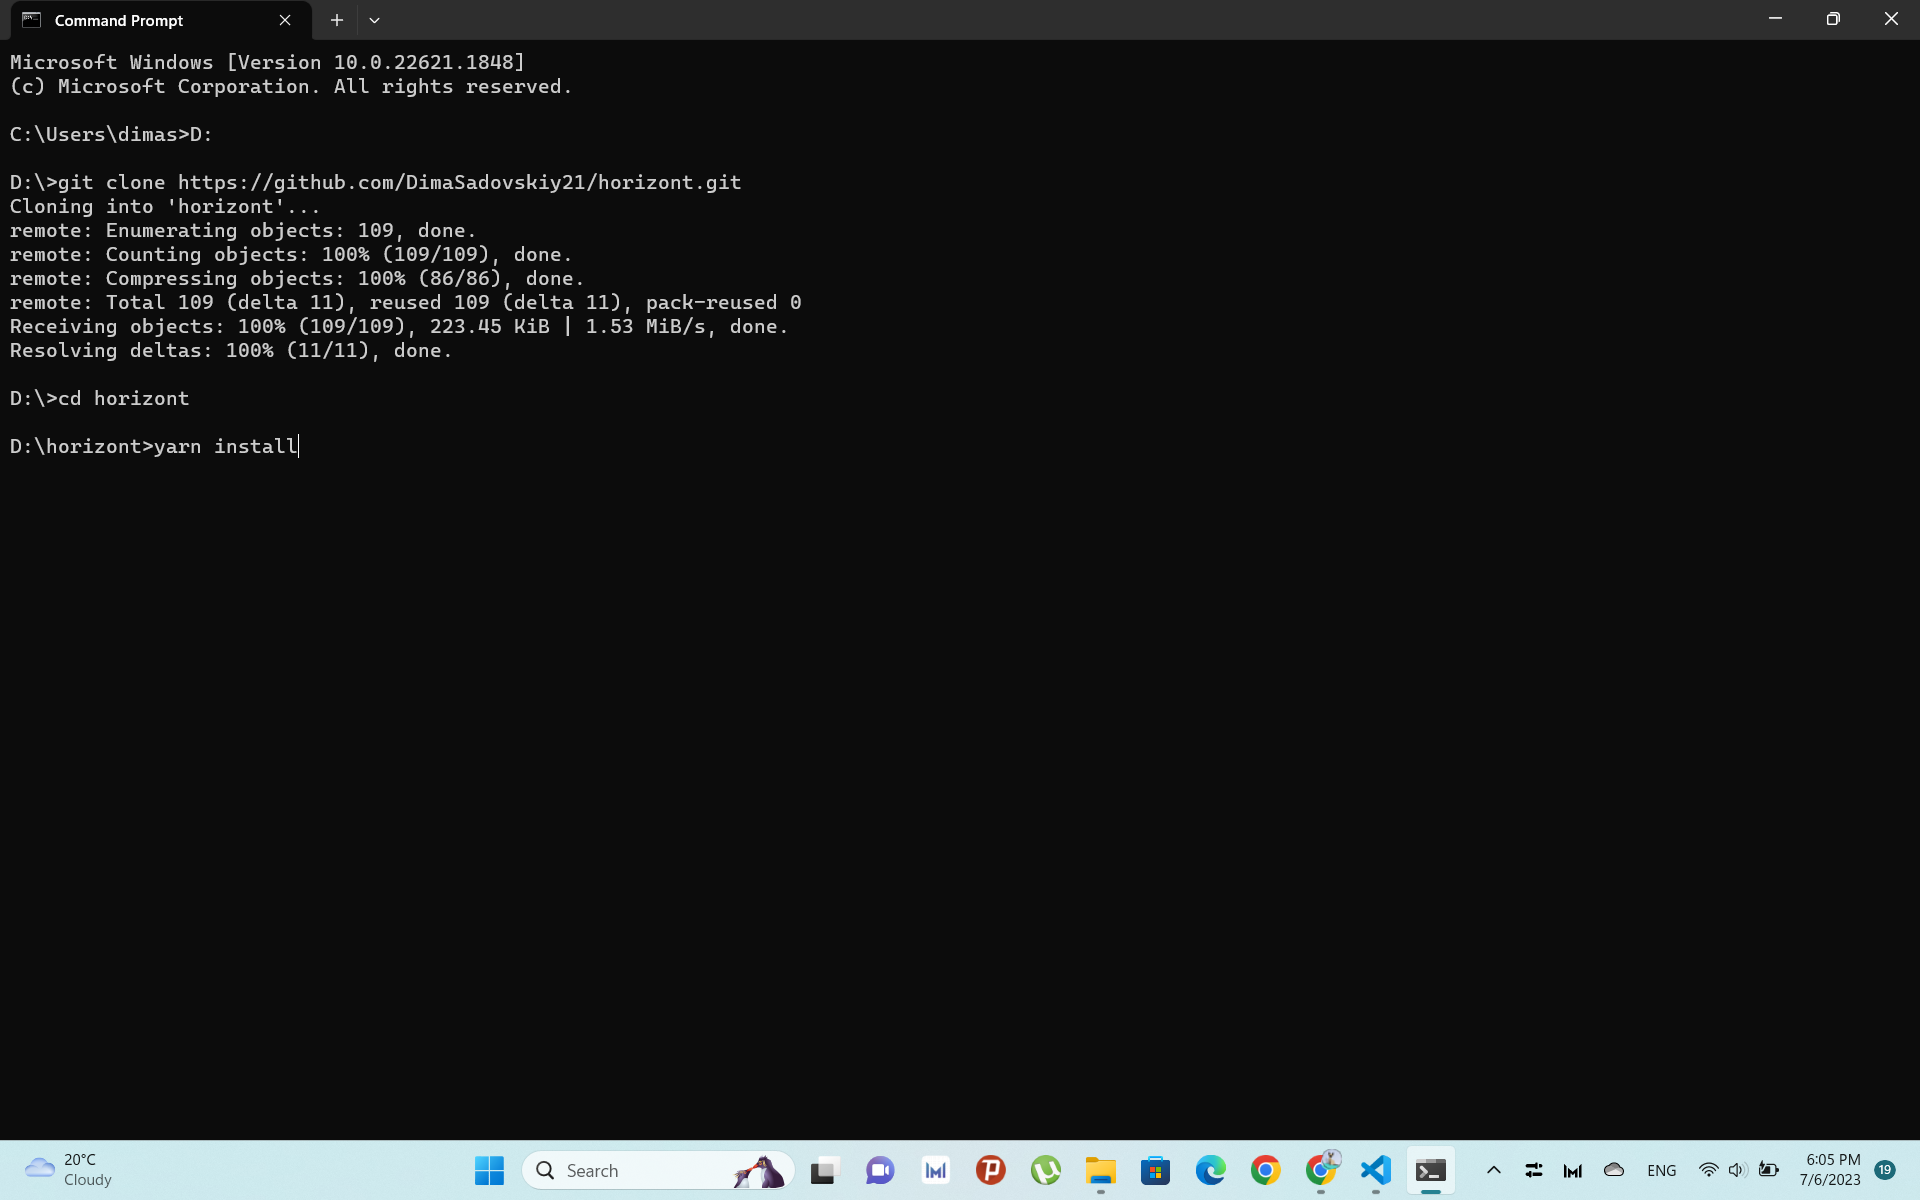 Command Prompt
Microsoft Windows [Version 10.0.22621.1848]
(c) Microsoft Corporation. All rights reserved.
C:\Users\dimas>D:
D:\>git clone https://github.com/DimaSadovskiy21/horizont.git
Cloning into 'horizont'...
remote: Enumerating objects: 109, done.
remote: Counting objects: 100% (109/109), done.
remote: Compressing objects: 100% (86/86), done.
remote: Total 109 (delta 11), reused 109 (delta 11), pack-reused 0
Receiving objects: 100% (109/109), 223.45 KiB | 1.53 MiB/s, done.
Resolving deltas: 100% (11/11), done.
D:\>cd horizont
D:\horizont>yarn install
20°C
Cloudy
Search
ENG
6:05 PM
7/6/2023
19